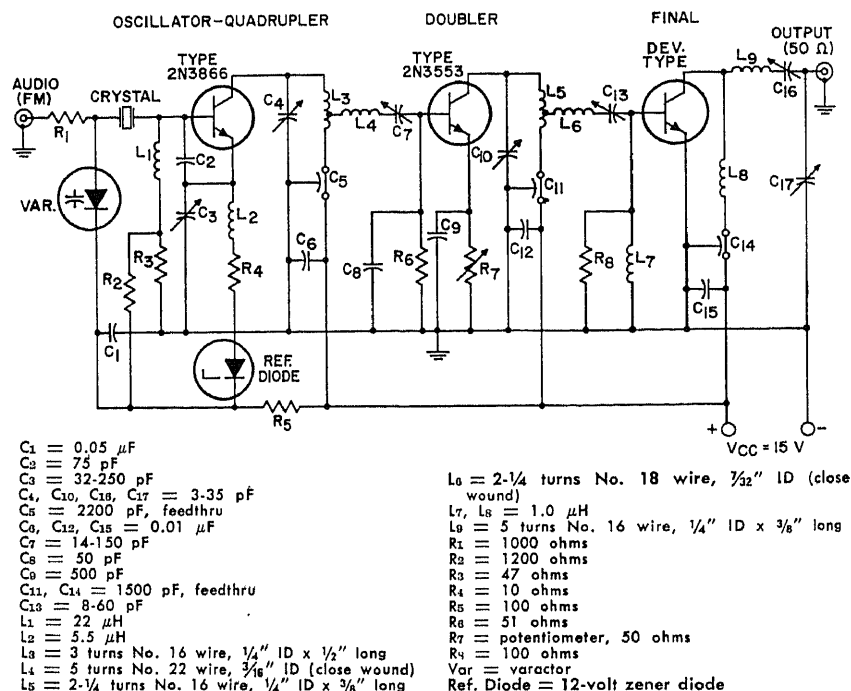 OSCILLATOR-QUADRUPLER DOUBLER FINAL
TYPE 2N3866
TYPE 2N3553
DEV. TYPE
OUTPUT (50 Ω)
AUDIO (FM)
CRYSTAL
R1
L1
C2
C3
VAR.
R2
R3
C1
L2
R4
REF. DIODE
R5
C4
L3
L4
C7
C5
C6
C8
R6
C9
R7
C10
L5
L6
C13
C11
C12
R8
L7
L9
C16
L8
C17
C14
C15
+ −
VCC = 15 V
C1 = 0.05 μF
C2 = 75 pF
C3 = 32-250 pF
C4, C10, C16, C17 = 3-35 pF
C5 = 2200 pF, feedthru
C6, C12, C15 = 0.01 μF
C7 = 14-150 pF
C8 = 50 pF
C9 = 500 pF
C11, C14 = 1500 pF, feedthru
C13 = 8-60 pF
L1 = 22 μH
L2 = 5.5 μH
L3 = 3 turns No. 16 wire, 1/4" ID x 1/2" long
L4 = 5 turns No. 22 wire, 3/16" ID (close wound)
L5 = 2-1/4 turns No. 16 wire, 1/4" ID x 3/8" long
L6 = 2-1/4 turns No. 18 wire, 7/32" ID (close
wound)
L7, L8 = 1.0 μH
L9 = 5 turns No. 16 wire, 1/4" ID x 3/8" long
R1 = 1000 ohms
R2 = 1200 ohms
R3 = 47 ohms
R4 = 10 ohms
R5 = 100 ohms
R6 = 51 ohms
R7 = potentiometer, 50 ohms
R8 = 100 ohms
Var = varactor
Ref. Diode = 12-volt zener diode